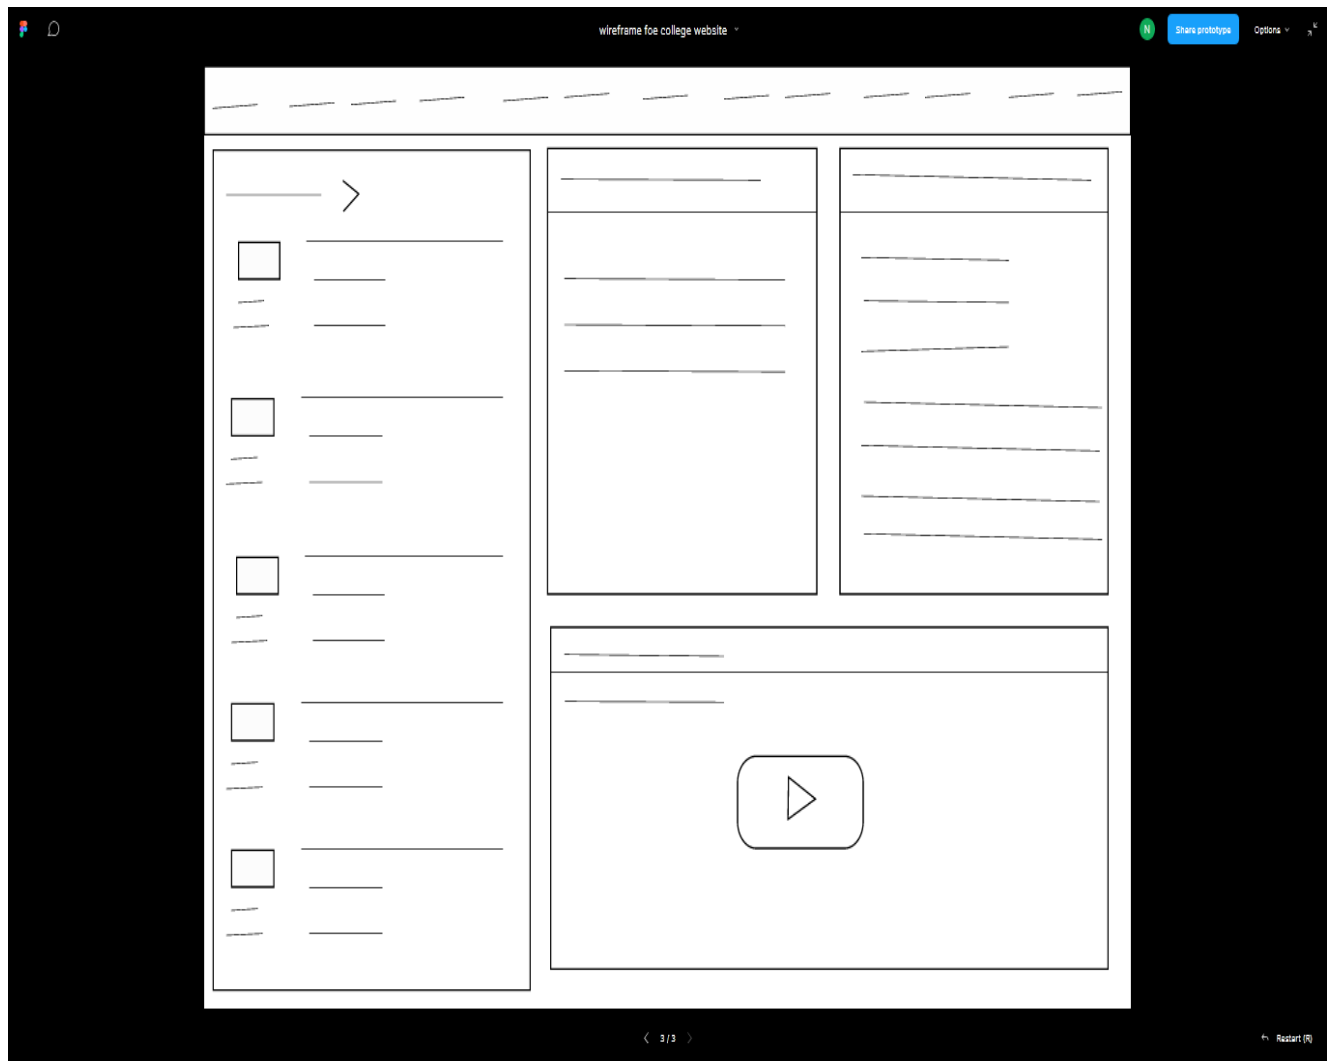 wireframe foe college website
N
Share prototype
Options
3 / 3
Restart (R)